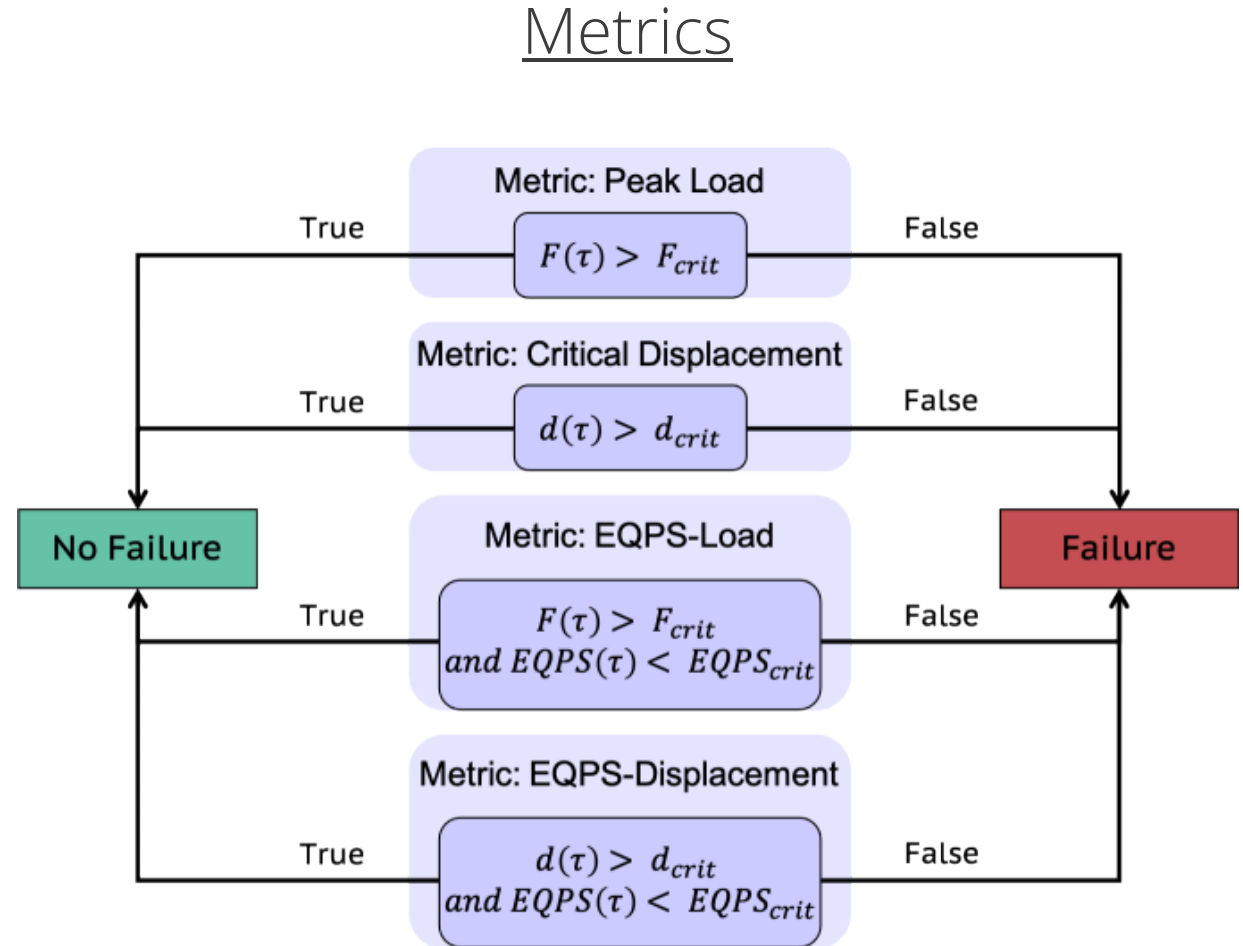 Metrics
Metric: Peak Load
True
False
F(τ) > F_crit
Metric: Critical Displacement
True
False
d(τ) > d_crit
No Failure
Failure
Metric: EQPS-Load
True
False
F(τ) > F_crit
and EQPS(τ) < EQPS_crit
Metric: EQPS-Displacement
True
False
d(τ) > d_crit
and EQPS(τ) < EQPS_crit